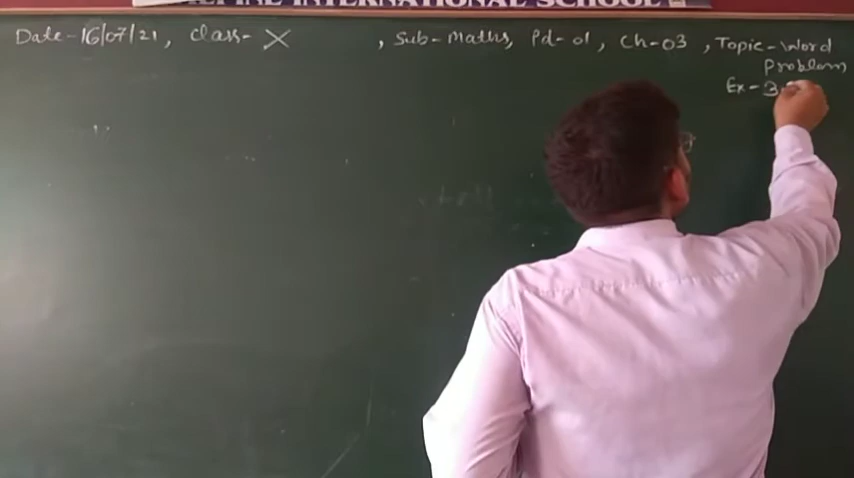 INTERNATIONAL SCHOOL
Date-16/07/21, Class-X, Sub-Maths, Pd-01, Ch-03, Topic-Word
Problem
Ex-3.